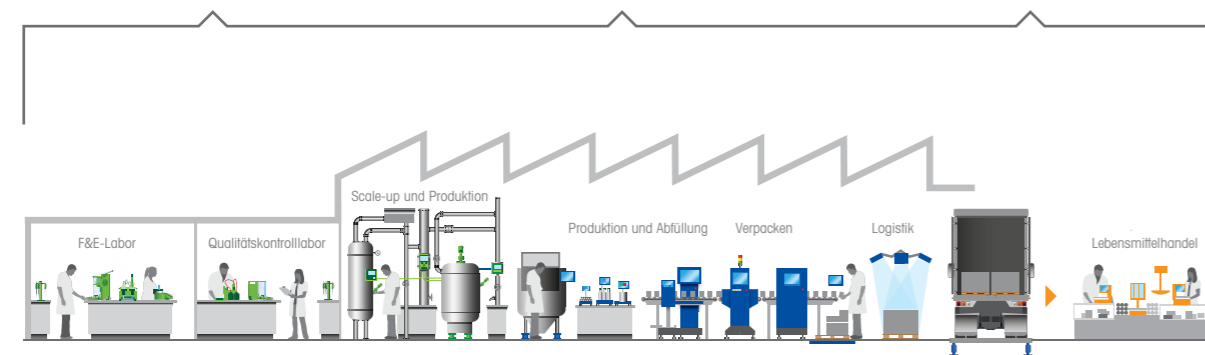 Scale-up und Produktion
F&E-Labor
Qualitätskontrolllabor
Produktion und Abfüllung
Verpacken
Logistik
Lebensmittelhandel